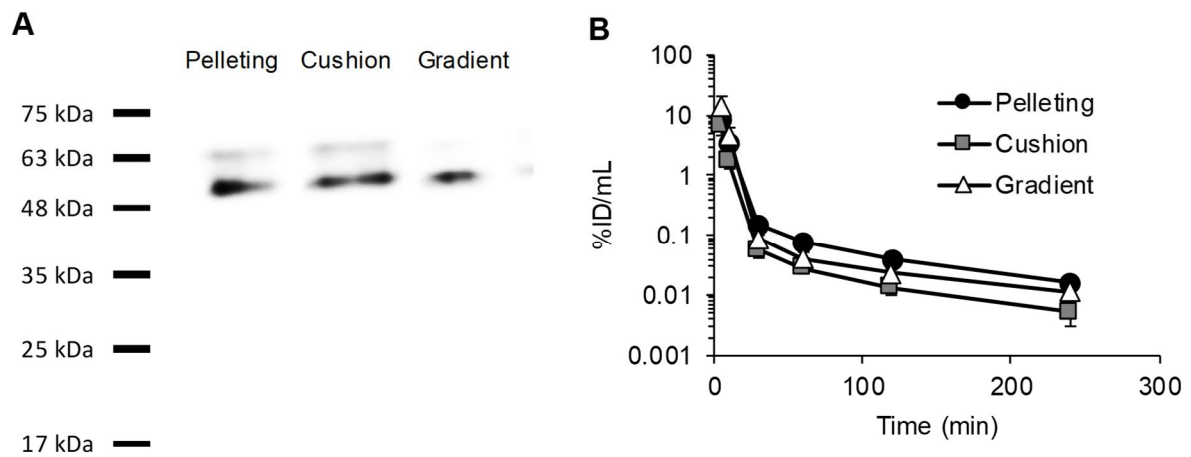 A
Pelleting Cushion Gradient
75 kDa
63 kDa
48 kDa
35 kDa
25 kDa
17 kDa
B
100
10
1
0.1
0.01
0.001
%ID/mL
0 100 200 300
Time (min)
Pelleting
Cushion
Gradient